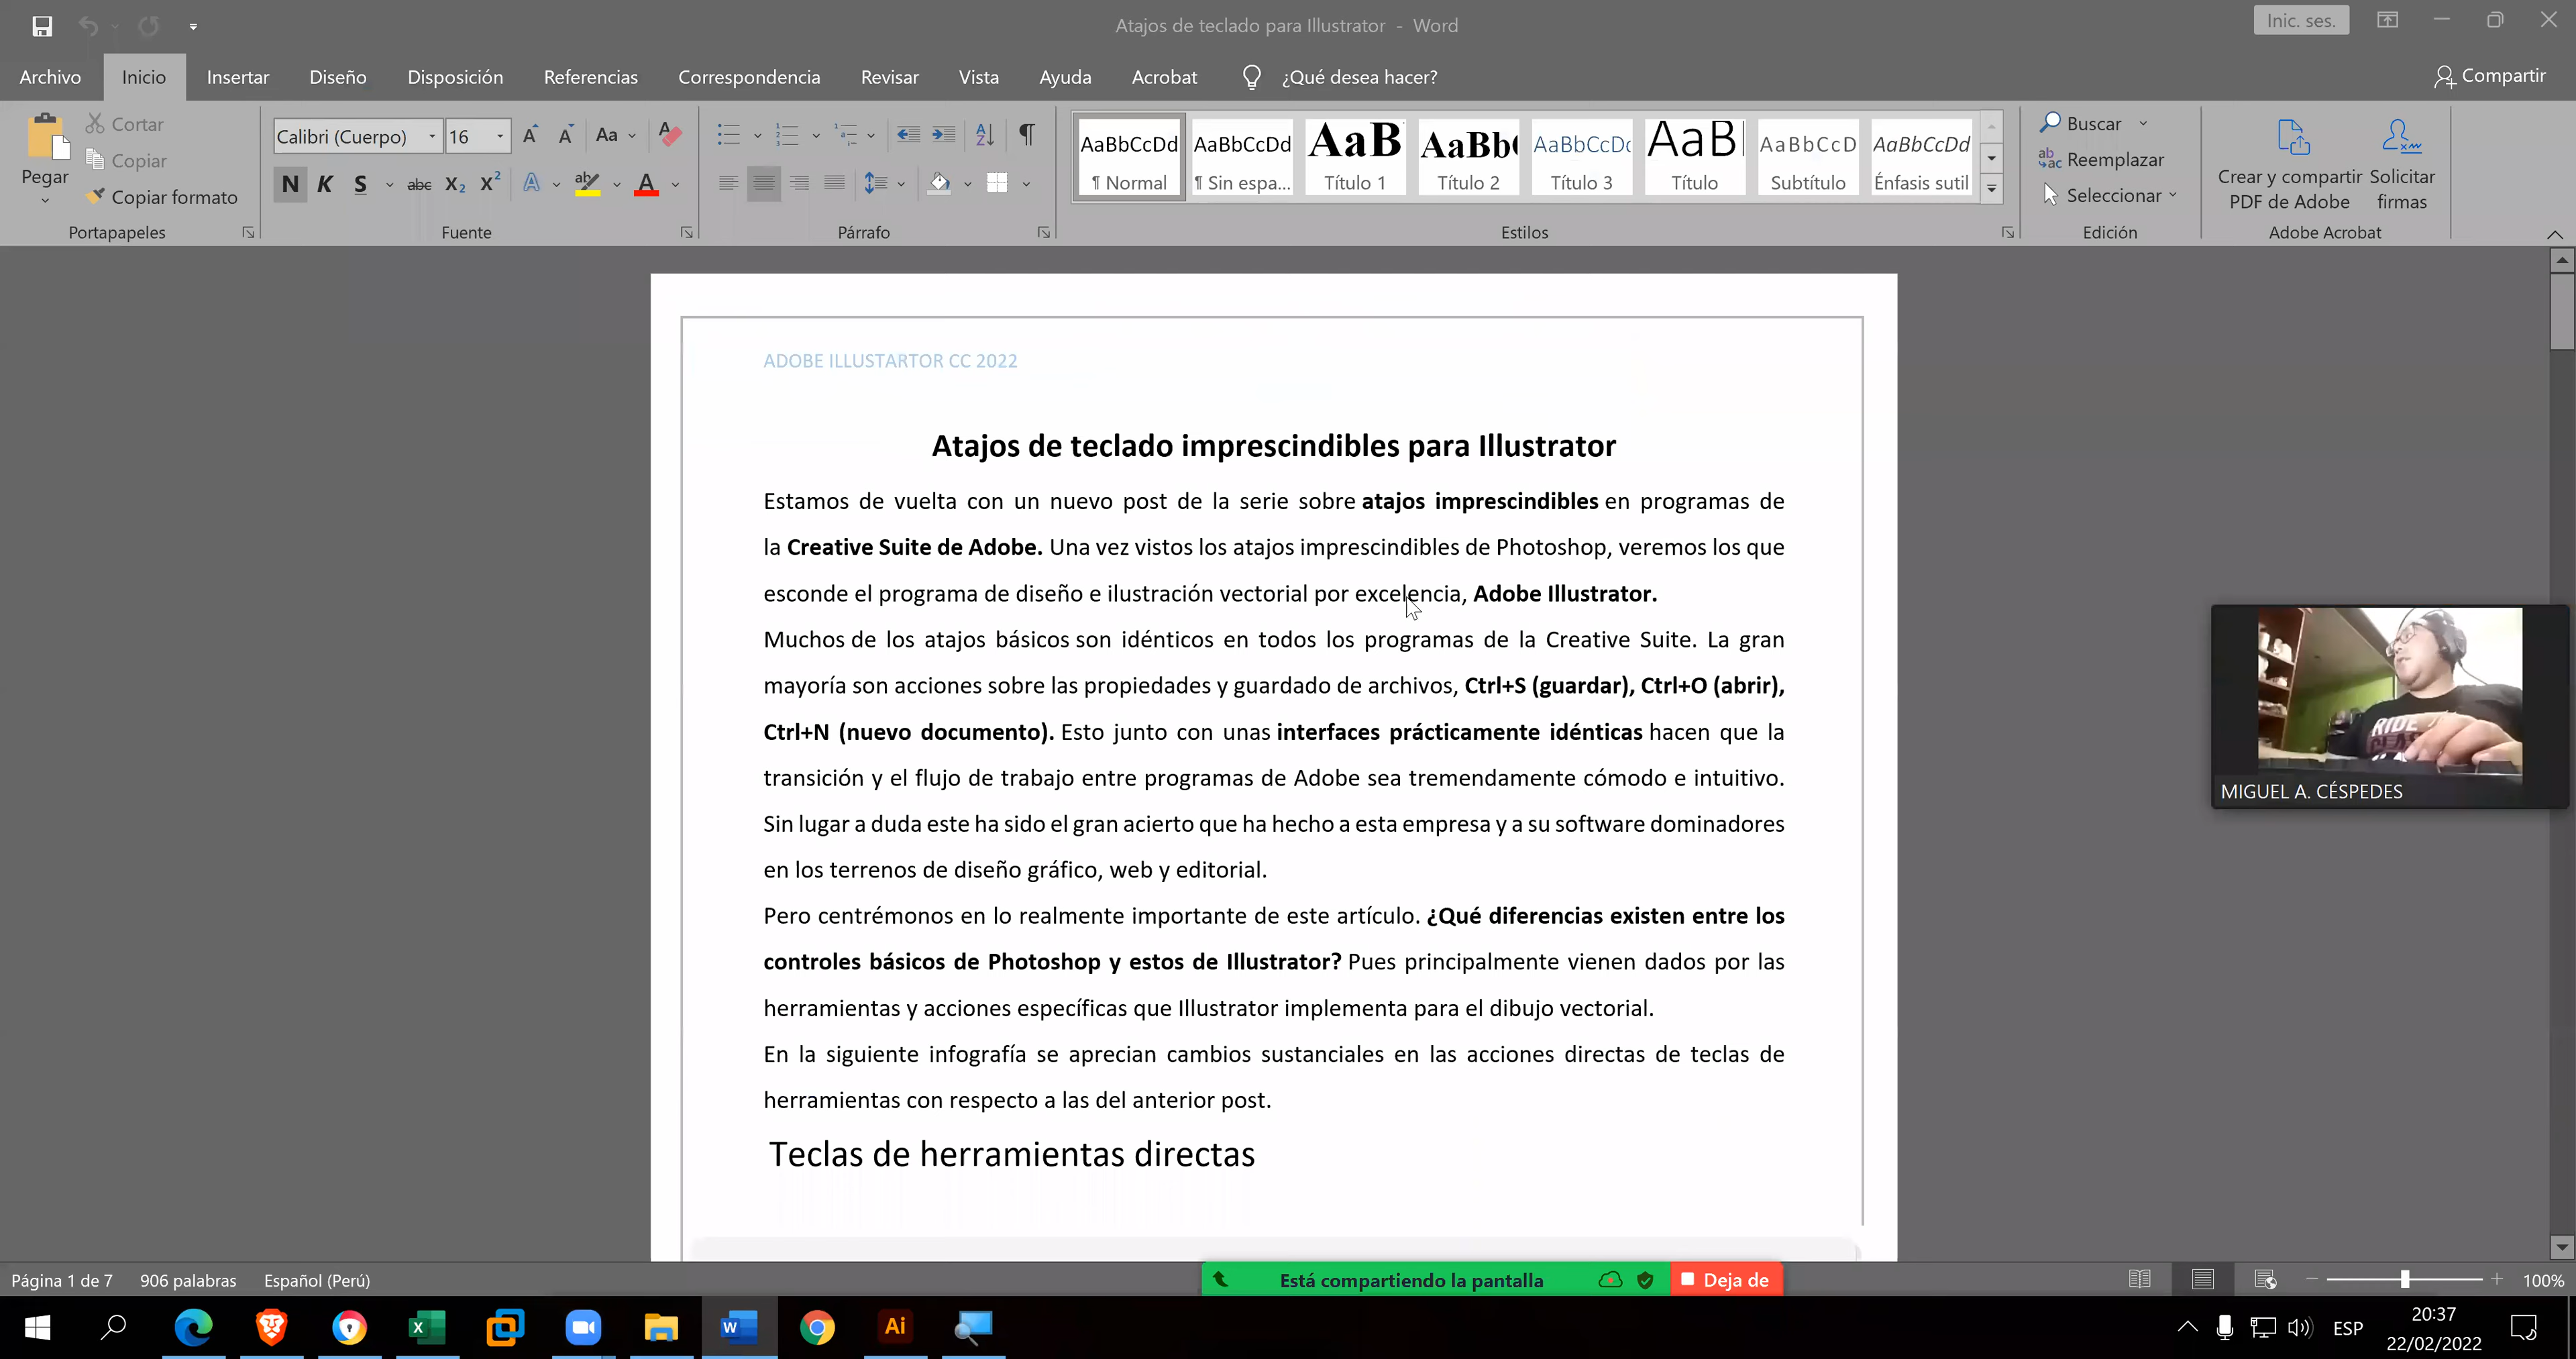 Atajos de teclado para Illustrator - Word
Inic. ses.
Archivo Inicio Insertar Diseño Disposición Referencias Correspondencia Revisar Vista Ayuda Acrobat ¿Qué desea hacer? Compartir
Pegar
Cortar
Copiar
Copiar formato
Portapapeles
Calibri (Cuerpo) 16
Aa
N K S abc X₂ X² A ab A
Fuente
Párrafo
AaBbCcDd AaBbCcDd AaB AaBb( AaBbCcD( AaB AaBbCcD AaBbCcDd
¶ Normal ¶ Sin espa... Título 1 Título 2 Título 3 Título Subtítulo Énfasis sutil
Estilos
Buscar
Reemplazar
Seleccionar
Edición
Crear y compartir
PDF de Adobe
Solicitar
firmas
Adobe Acrobat
ADOBE ILLUSTARTOR CC 2022
Atajos de teclado imprescindibles para Illustrator
Estamos de vuelta con un nuevo post de la serie sobre atajos imprescindibles en programas de
la Creative Suite de Adobe. Una vez vistos los atajos imprescindibles de Photoshop, veremos los que
esconde el programa de diseño e ilustración vectorial por excelencia, Adobe Illustrator.
Muchos de los atajos básicos son idénticos en todos los programas de la Creative Suite. La gran
mayoría son acciones sobre las propiedades y guardado de archivos, Ctrl+S (guardar), Ctrl+O (abrir),
Ctrl+N (nuevo documento). Esto junto con unas interfaces prácticamente idénticas hacen que la
transición y el flujo de trabajo entre programas de Adobe sea tremendamente cómodo e intuitivo.
Sin lugar a duda este ha sido el gran acierto que ha hecho a esta empresa y a su software dominadores
en los terrenos de diseño gráfico, web y editorial.
Pero centrémonos en lo realmente importante de este artículo. ¿Qué diferencias existen entre los
controles básicos de Photoshop y estos de Illustrator? Pues principalmente vienen dados por las
herramientas y acciones específicas que Illustrator implementa para el dibujo vectorial.
En la siguiente infografía se aprecian cambios sustanciales en las acciones directas de teclas de
herramientas con respecto a las del anterior post.
Teclas de herramientas directas
RIDE
MIGUEL A. CÉSPEDES
Página 1 de 7 906 palabras Español (Perú)
Está compartiendo la pantalla
Deja de
100%
Ai
ESP
20:37
22/02/2022